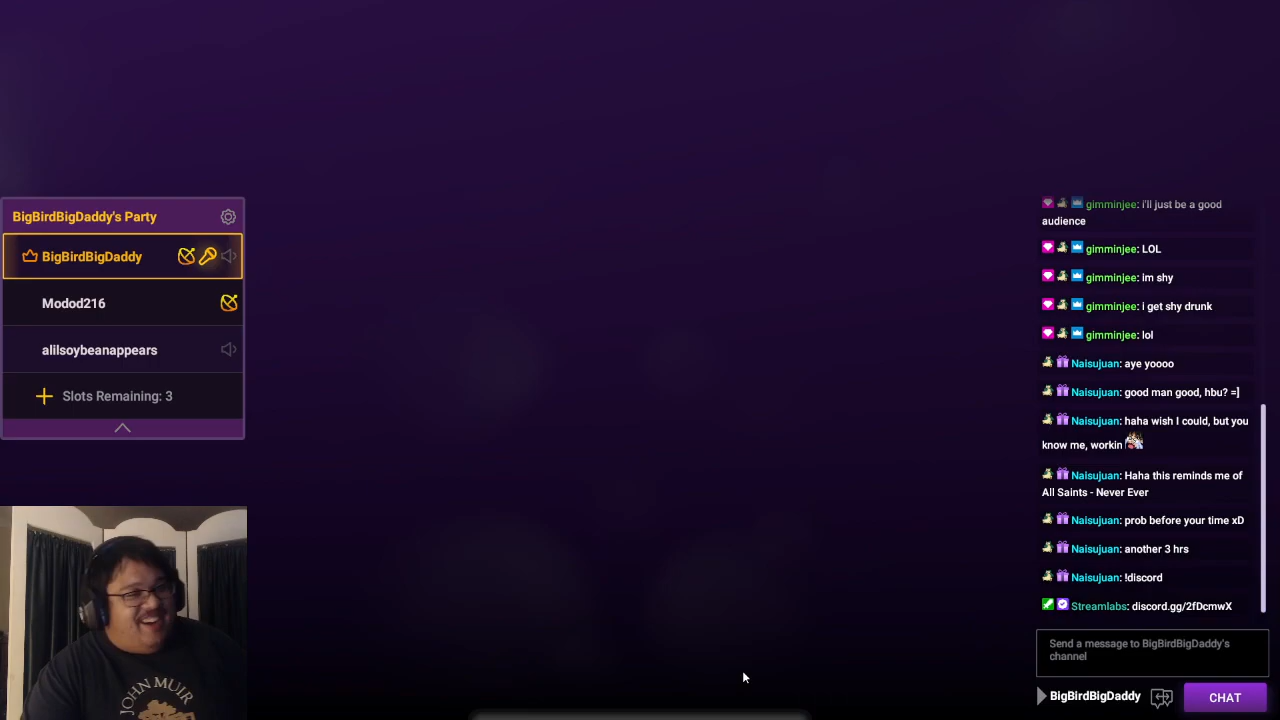 BigBirdBigDaddy's Party
BigBirdBigDaddy
Modod216
alilsoybeanappears
Slots Remaining: 3
JOHN MUIR
gimminjee: i'll just be a good
audience
gimminjee: LOL
gimminjee: im shy
gimminjee: i get shy drunk
gimminjee: lol
Naisujuan: aye yoooo
Naisujuan: good man good, hbu? =]
Naisujuan: haha wish I could, but you
know me, workin
Naisujuan: Haha this reminds me of
All Saints - Never Ever
Naisujuan: prob before your time xD
Naisujuan: another 3 hrs
Naisujuan: !discord
Streamlabs: discord.gg/2fDcmwX
Send a message to BigBirdBigDaddy's
channel
BigBirdBigDaddy
CHAT